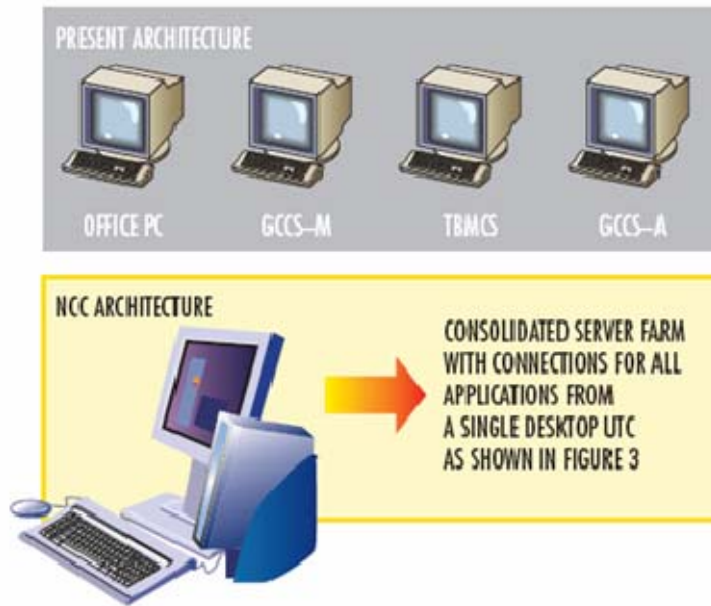 PRESENT ARCHITECTURE
OFFICE PC
GCCS–M
TBMCS
GCCS–A
NCC ARCHITECTURE
CONSOLIDATED SERVER FARM
WITH CONNECTIONS FOR ALL
APPLICATIONS FROM
A SINGLE DESKTOP UTC
AS SHOWN IN FIGURE 3